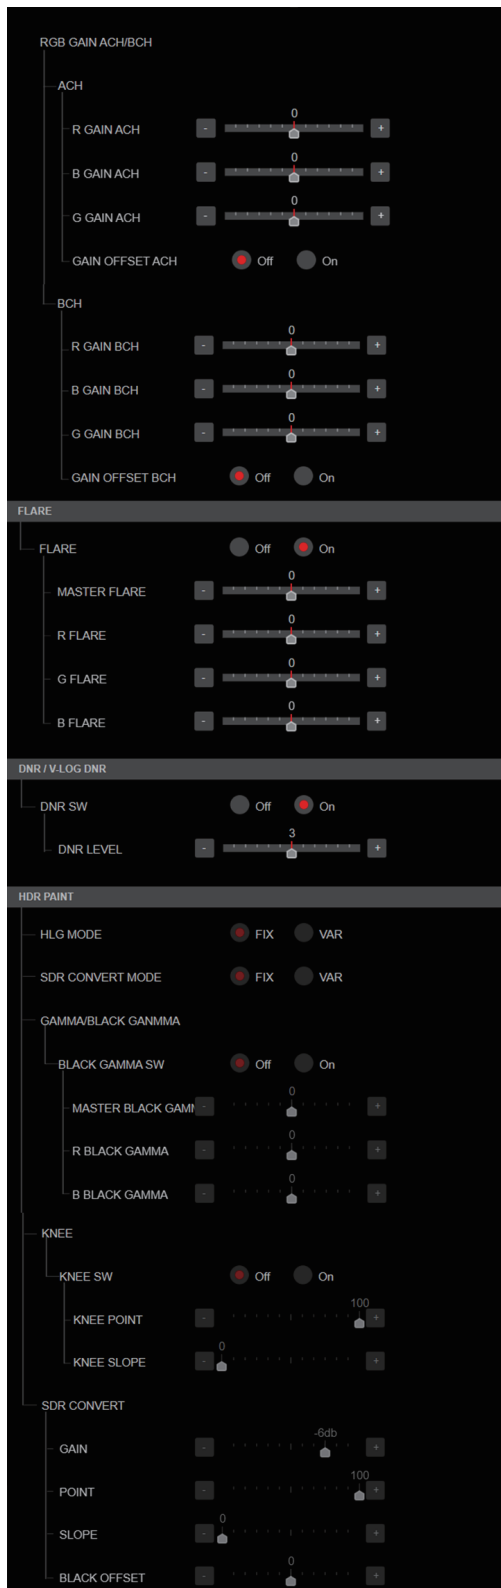 RGB GAIN ACH/BCH
ACH
0
R GAIN ACH - +
0
B GAIN ACH - +
0
G GAIN ACH - +
GAIN OFFSET ACH Off On
BCH
0
R GAIN BCH - +
0
B GAIN BCH - +
0
G GAIN BCH - +
GAIN OFFSET BCH Off On
FLARE
FLARE Off On
0
MASTER FLARE - +
0
R FLARE - +
0
G FLARE - +
0
B FLARE - +
DNR / V-LOG DNR
DNR SW Off On
3
DNR LEVEL - +
HDR PAINT
HLG MODE FIX VAR
SDR CONVERT MODE FIX VAR
GAMMA/BLACK GANMMA
BLACK GAMMA SW Off On
0
MASTER BLACK GAMM - +
0
R BLACK GAMMA - +
0
B BLACK GAMMA - +
KNEE
KNEE SW Off On
100
KNEE POINT - +
0
KNEE SLOPE - +
SDR CONVERT
-6db
GAIN - +
100
POINT - +
0
SLOPE - +
0
BLACK OFFSET - +